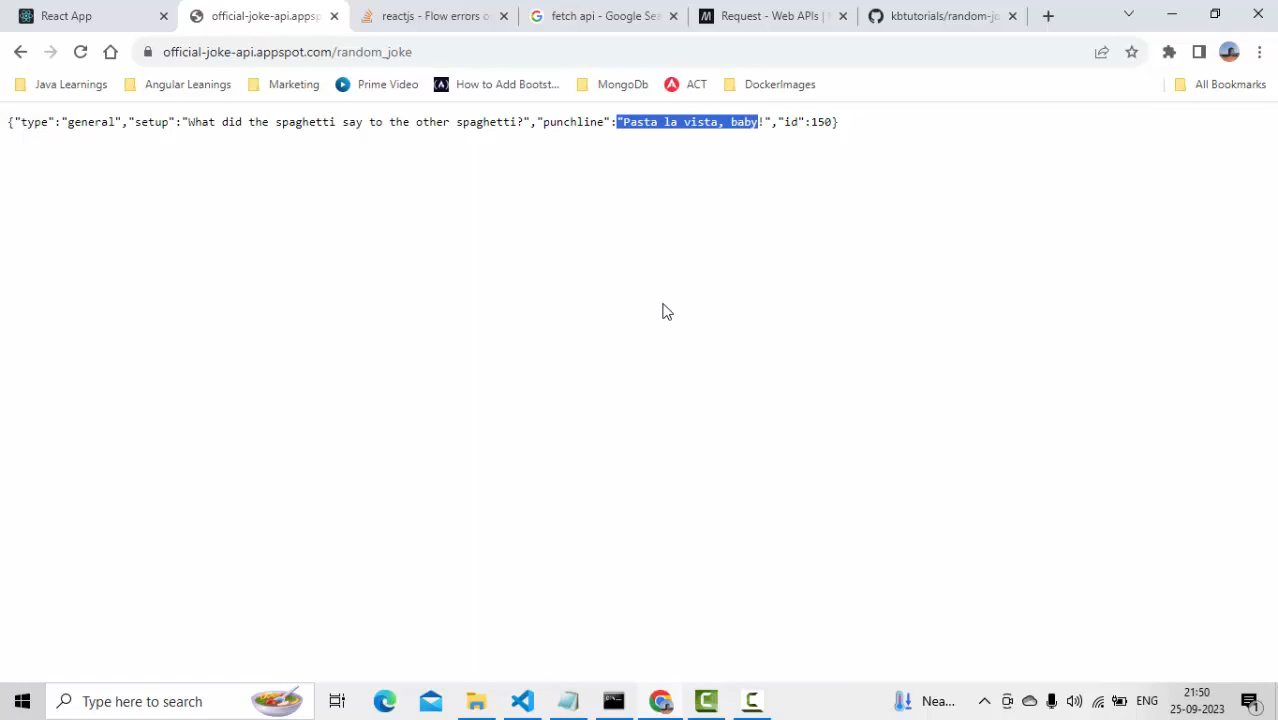 React App
official-joke-api.appsp
reactjs - Flow errors o
fetch api - Google Sea
Request - Web APIs |
kbtutorials/random-jo
official-joke-api.appspot.com/random_joke
Java Learnings
Angular Leanings
Marketing
Prime Video
How to Add Bootst...
MongoDb
ACT
DockerImages
All Bookmarks
{"type":"general","setup":"What did the spaghetti say to the other spaghetti?","punchline":"Pasta la vista, baby!","id":150}
Type here to search
Nea...
ENG
21:50
25-09-2023
1